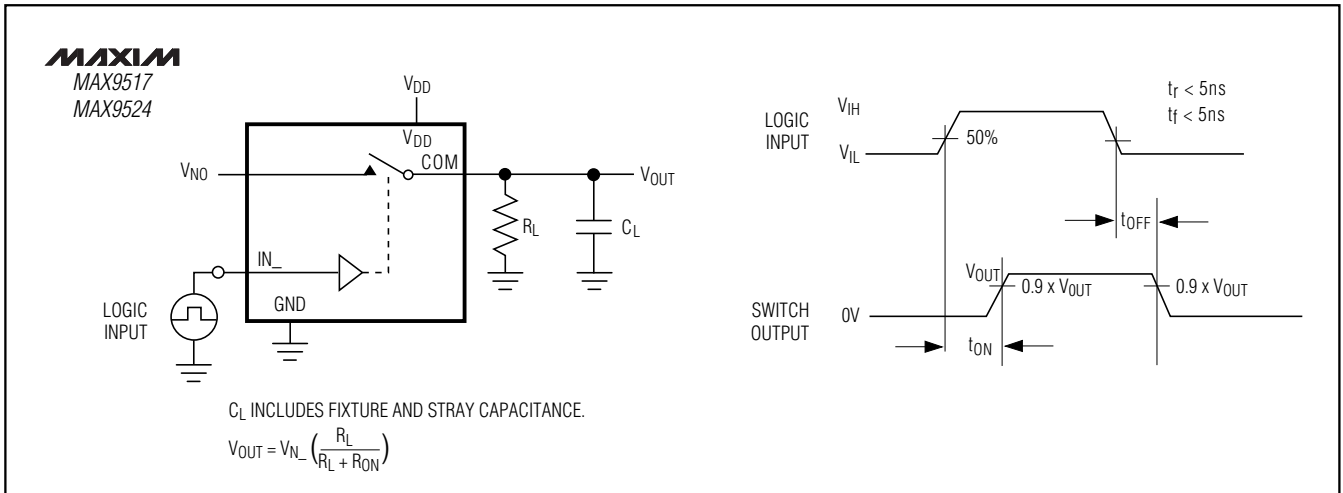 MAXIM
MAX9517
MAX9524
VDD
VDD
COM
VNO
VOUT
RL
CL
IN_
GND
LOGIC
INPUT
CL INCLUDES FIXTURE AND STRAY CAPACITANCE.
VOUT = VN_ (RL / RL + RON)
LOGIC
INPUT
VIH
VIL
50%
tr < 5ns
tf < 5ns
tOFF
VOUT
0.9 x VOUT
0.9 x VOUT
SWITCH
OUTPUT
0V
tON